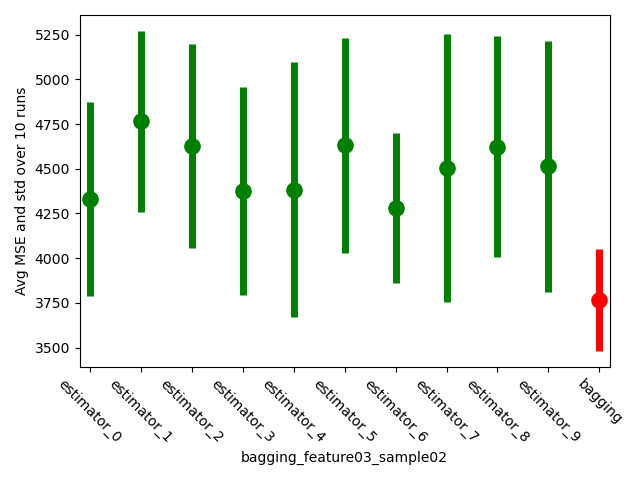 Avg MSE and std over 10 runs
5250
5000
4750
4500
4250
4000
3750
3500
estimator_0
estimator_1
estimator_2
estimator_3
estimator_4
estimator_5
estimator_6
estimator_7
estimator_8
estimator_9
bagging
bagging_feature03_sample02